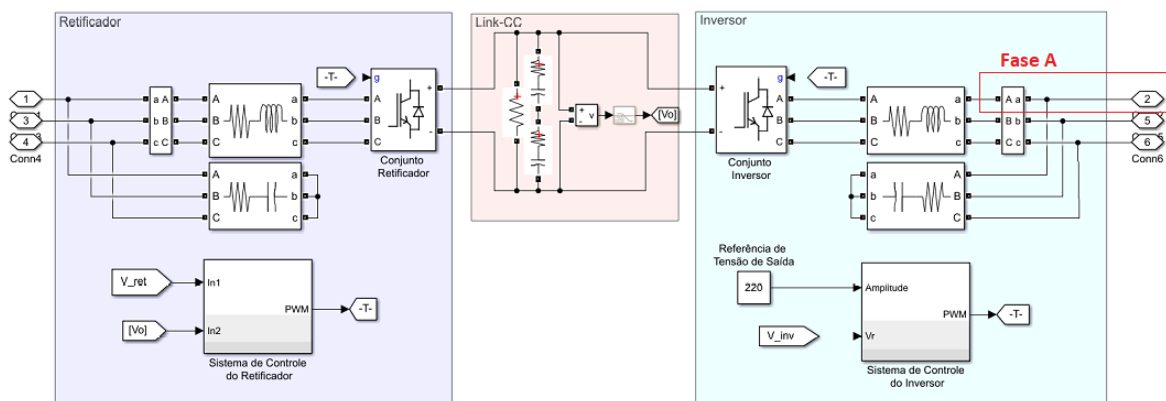 Retificador
Link-CC
Inversor
Fase A
-T-
g
-T-
g
1
3
4
Conn4
a A
b B
c C
A a
B b
C c
A
B
C
+
-
Conjunto
Retificador
A a
B b
C c
+
-
v
[Vo]
+
-
A
B
C
Conjunto
Inversor
A a
B b
C c
A a
B b
C c
2
5
6
Conn6
a A
b B
c C
V_ret
In1
[Vo]
In2
PWM
-T-
Sistema de Controle
do Retificador
Referência de
Tensão de Saída
220
Amplitude
V_inv
Vr
PWM
-T-
Sistema de Controle
do Inversor